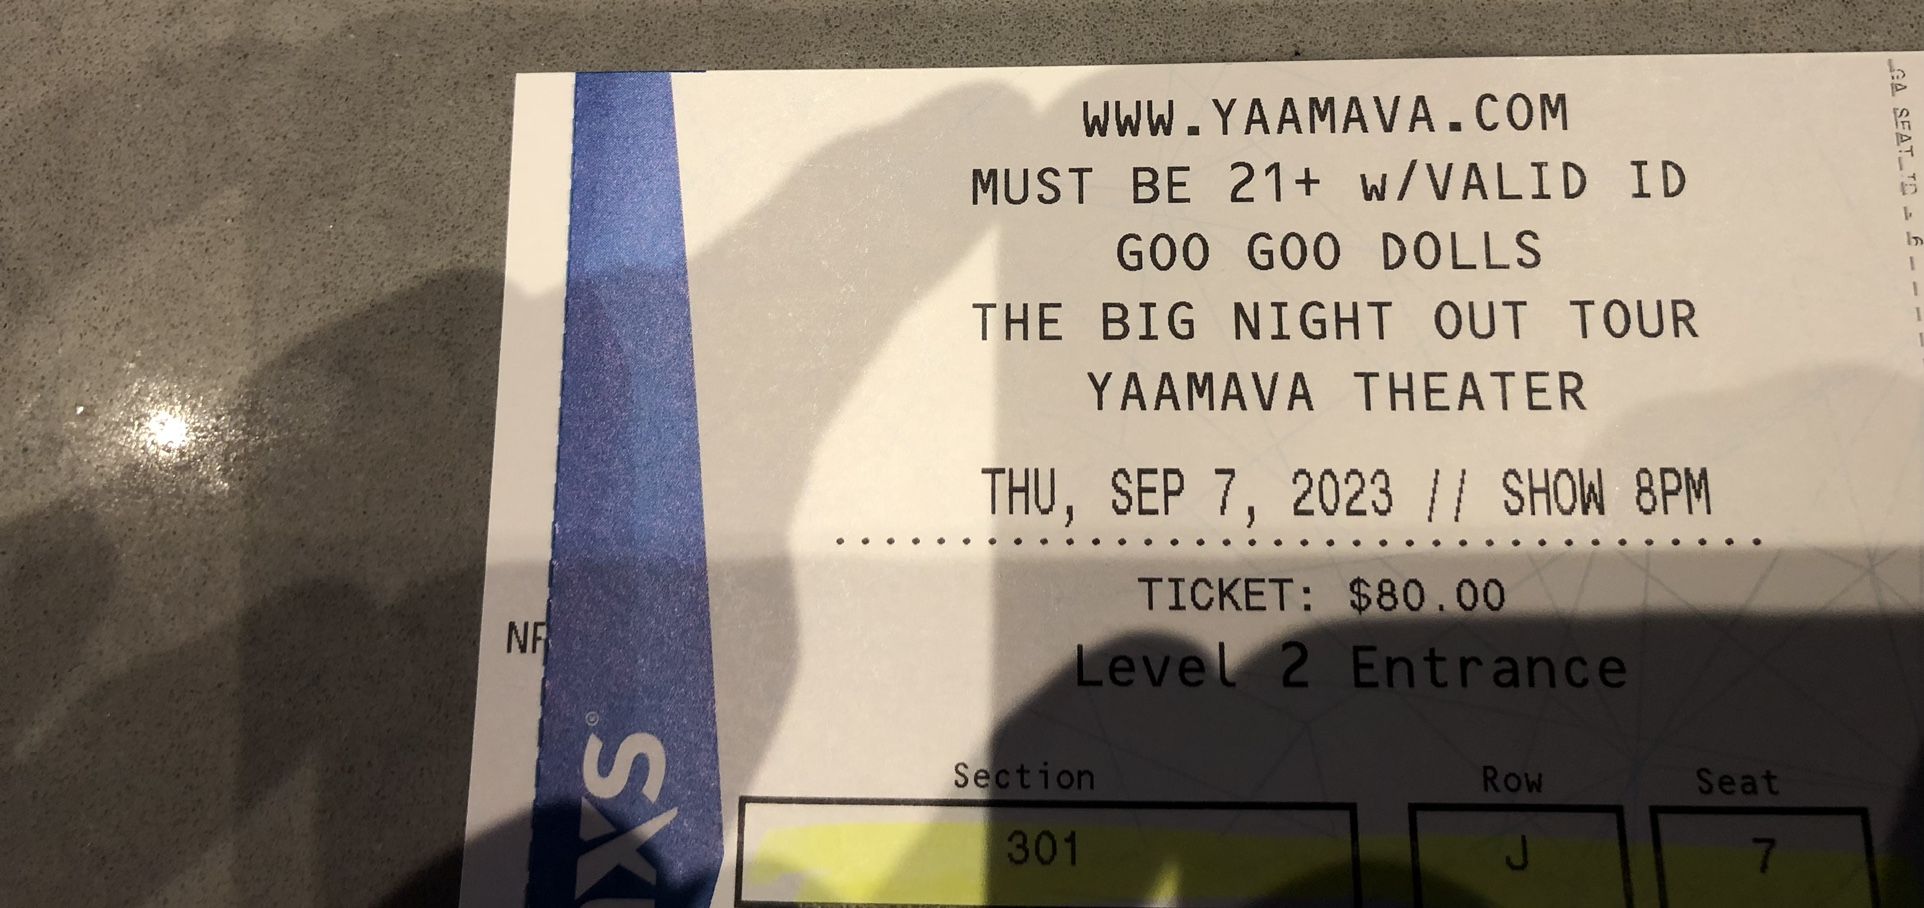 WWW.YAAMAVA.COM
MUST BE 21+ w/VALID ID
GOO GOO DOLLS
THE BIG NIGHT OUT TOUR
YAAMAVA THEATER
THU, SEP 7, 2023 // SHOW 8PM
TICKET: $80.00
Level 2 Entrance
Section Row Seat
301 J 7